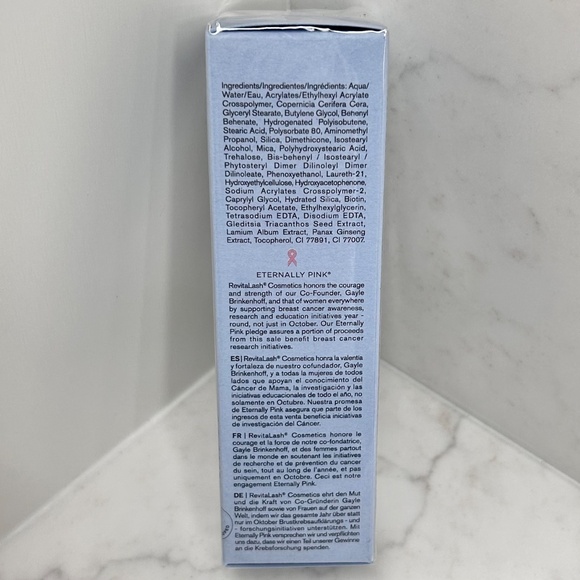 Ingredients/Ingredientes/Ingrédients: Aqua/
Water/Eau, Acrylates/Ethylhexyl Acrylate
Crosspolymer, Copernicia Cerifera Cera,
Glyceryl Stearate, Butylene Glycol, Behenyl
Behenate, Hydrogenated Polyisobutene,
Stearic Acid, Polysorbate 80, Aminomethyl
Propanol, Silica, Dimethicone, Isostearyl
Alcohol, Mica, Polyhydroxystearic Acid,
Trehalose, Bis-behenyl / Isostearyl /
Phytosteryl Dimer Dilinoleyl Dimer
Dilinoleate, Phenoxyethanol, Laureth-21,
Hydroxyethylcellulose, Hydroxyacetophenone,
Sodium Acrylates Crosspolymer-2,
Caprylyl Glycol, Hydrated Silica, Biotin,
Tocopheryl Acetate, Ethylhexylglycerin,
Tetrasodium EDTA, Disodium EDTA,
Gleditsia Triacanthos Seed Extract,
Lamium Album Extract, Panax Ginseng
Extract, Tocopherol, CI 77891, CI 77007.
ETERNALLY PINK®
RevitaLash® Cosmetics honors the courage
and strength of our Co-Founder, Gayle
Brinkenhoff, and that of women everywhere
by supporting breast cancer awareness,
research and education initiatives year -
round, not just in October. Our Eternally
Pink pledge assures a portion of proceeds
from this sale benefit breast cancer
research initiatives.
ES | RevitaLash® Cosmetics honra la valentía
y fortaleza de nuestro cofundador, Gayle
Brinkenhoff, y a todas la mujeres de todos
lados que apoyan el conocimiento del
Cáncer de Mama, la investigación y las
iniciativas educacionales de todo el año, no
solamente en Octubre. Nuestra promesa
de Eternally Pink asegura que parte de los
ingresos de esta venta beneficia iniciativas
de investigación del Cáncer.
FR | RevitaLash® Cosmetics honore le
courage et la force de notre co-fondatrice,
Gayle Brinkenhoff, et des femmes partout
dans le monde en soutenant les initiatives
de recherche et de prévention du cancer
du sein, tout au long de l'année, et pas
uniquement en Octobre. Ceci est notre
engagement Eternally Pink.
DE | RevitaLash® Cosmetics ehrt den Mut
und die Kraft von Co-Gründerin Gayle
Brinkenhoff sowie von Frauen auf der ganzen
Welt, indem wir das gesamte Jahr über statt
nur im Oktober Brustkrebsaufklärungs - und
- forschungsinitiativen unterstützen. Mit
Eternally Pink versprechen wir und verpflichten
uns dazu, dass wir einen Teil unserer Gewinne
an die Krebsforschung spenden.